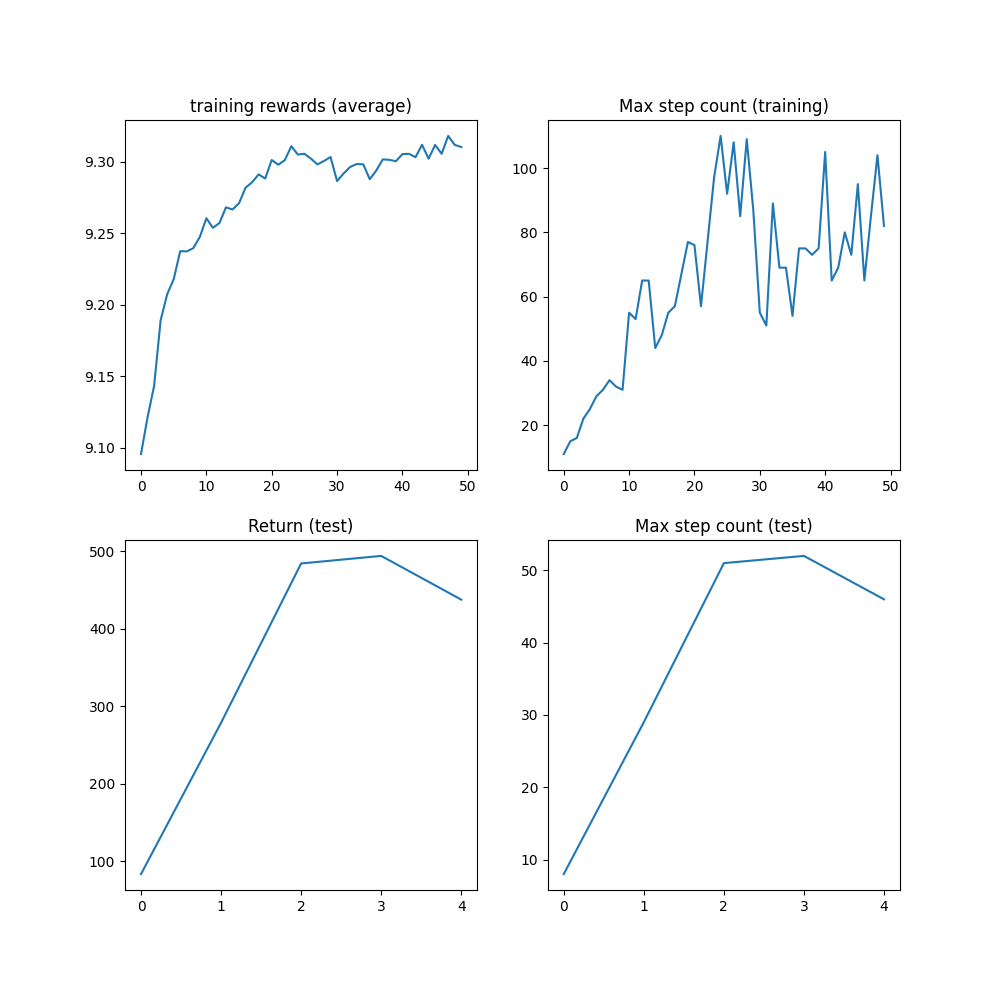 training rewards (average)
9.30
9.25
9.20
9.15
9.10
0 10 20 30 40 50
Max step count (training)
100
80
60
40
20
0 10 20 30 40 50
Return (test)
500
400
300
200
100
0 1 2 3 4
Max step count (test)
50
40
30
20
10
0 1 2 3 4